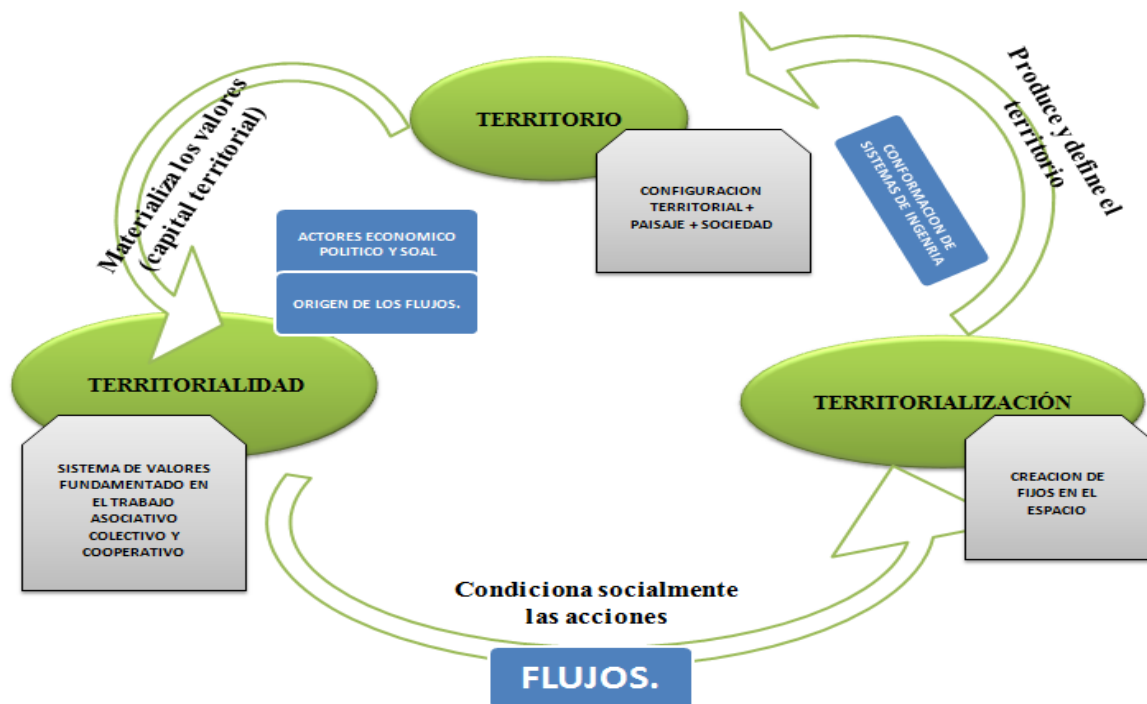 TERRITORIO
CONFIGURACION
TERRITORIAL +
PAISAJE + SOCIEDAD
Produce y define el
territorio
CONFORMACION DE
SISTEMAS DE INGENRIA
Materializa los valores
(capital territorial)
ACTORES ECONOMICO
POLITICO Y SOAL
ORIGEN DE LOS FLUJOS.
TERRITORIALIDAD
SISTEMA DE VALORES
FUNDAMENTADO EN
EL TRABAJO
ASOCIATIVO
COLECTIVO Y
COOPERATIVO
TERRITORIALIZACIÓN
CREACION DE
FIJOS EN EL
ESPACIO
Condiciona socialmente
las acciones
FLUJOS.